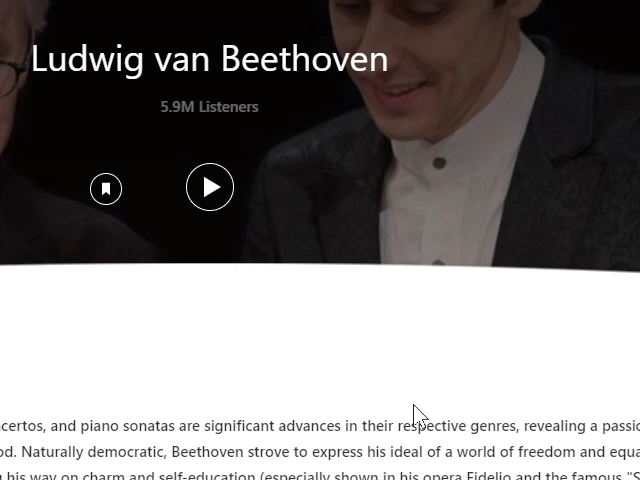 Ludwig van Beethoven
5.9M Listeners
certos, and piano sonatas are significant advances in their respective genres, revealing a passio
od. Naturally democratic, Beethoven strove to express his ideal of a world of freedom and equa
his way on charm and self-education (especially shown in his opera Fidelio and the famous "S